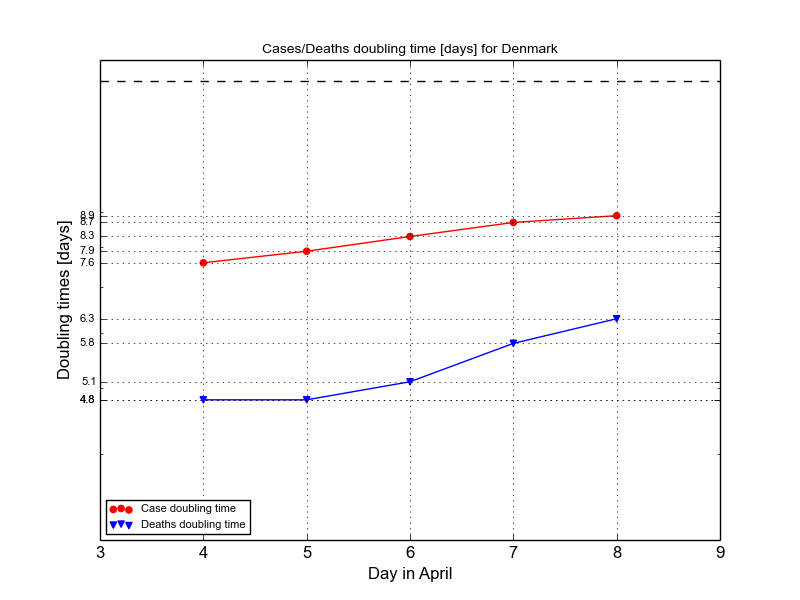 Cases/Deaths doubling time [days] for Denmark
Doubling times [days]
8.9
8.7
8.3
7.9
7.6
6.3
5.8
5.1
4.8
Case doubling time
Deaths doubling time
3 4 5 6 7 8 9
Day in April